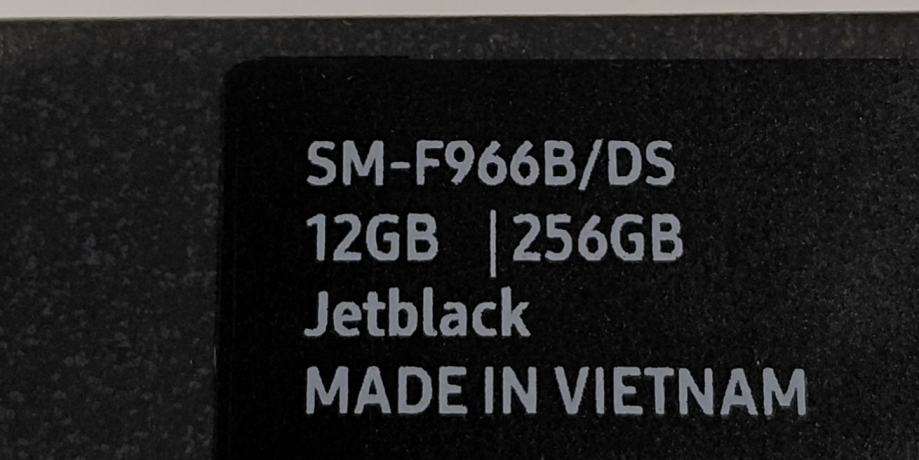 SM-F966B/DS
12GB | 256GB
Jetblack
MADE IN VIETNAM